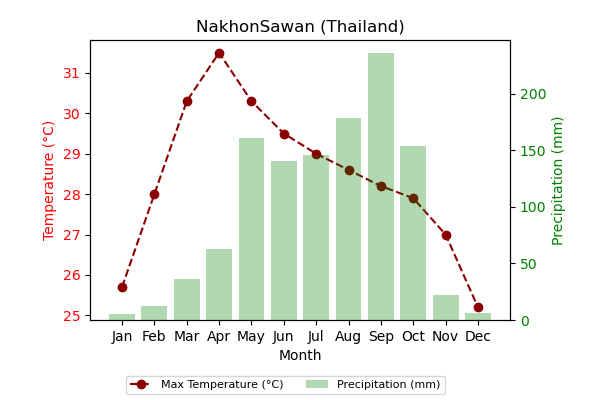 NakhonSawan (Thailand)
31
30
29
28
27
26
25
Temperature (°C)
200
150
100
50
0
Precipitation (mm)
Jan Feb Mar Apr May Jun Jul Aug Sep Oct Nov Dec
Month
Max Temperature (°C) Precipitation (mm)